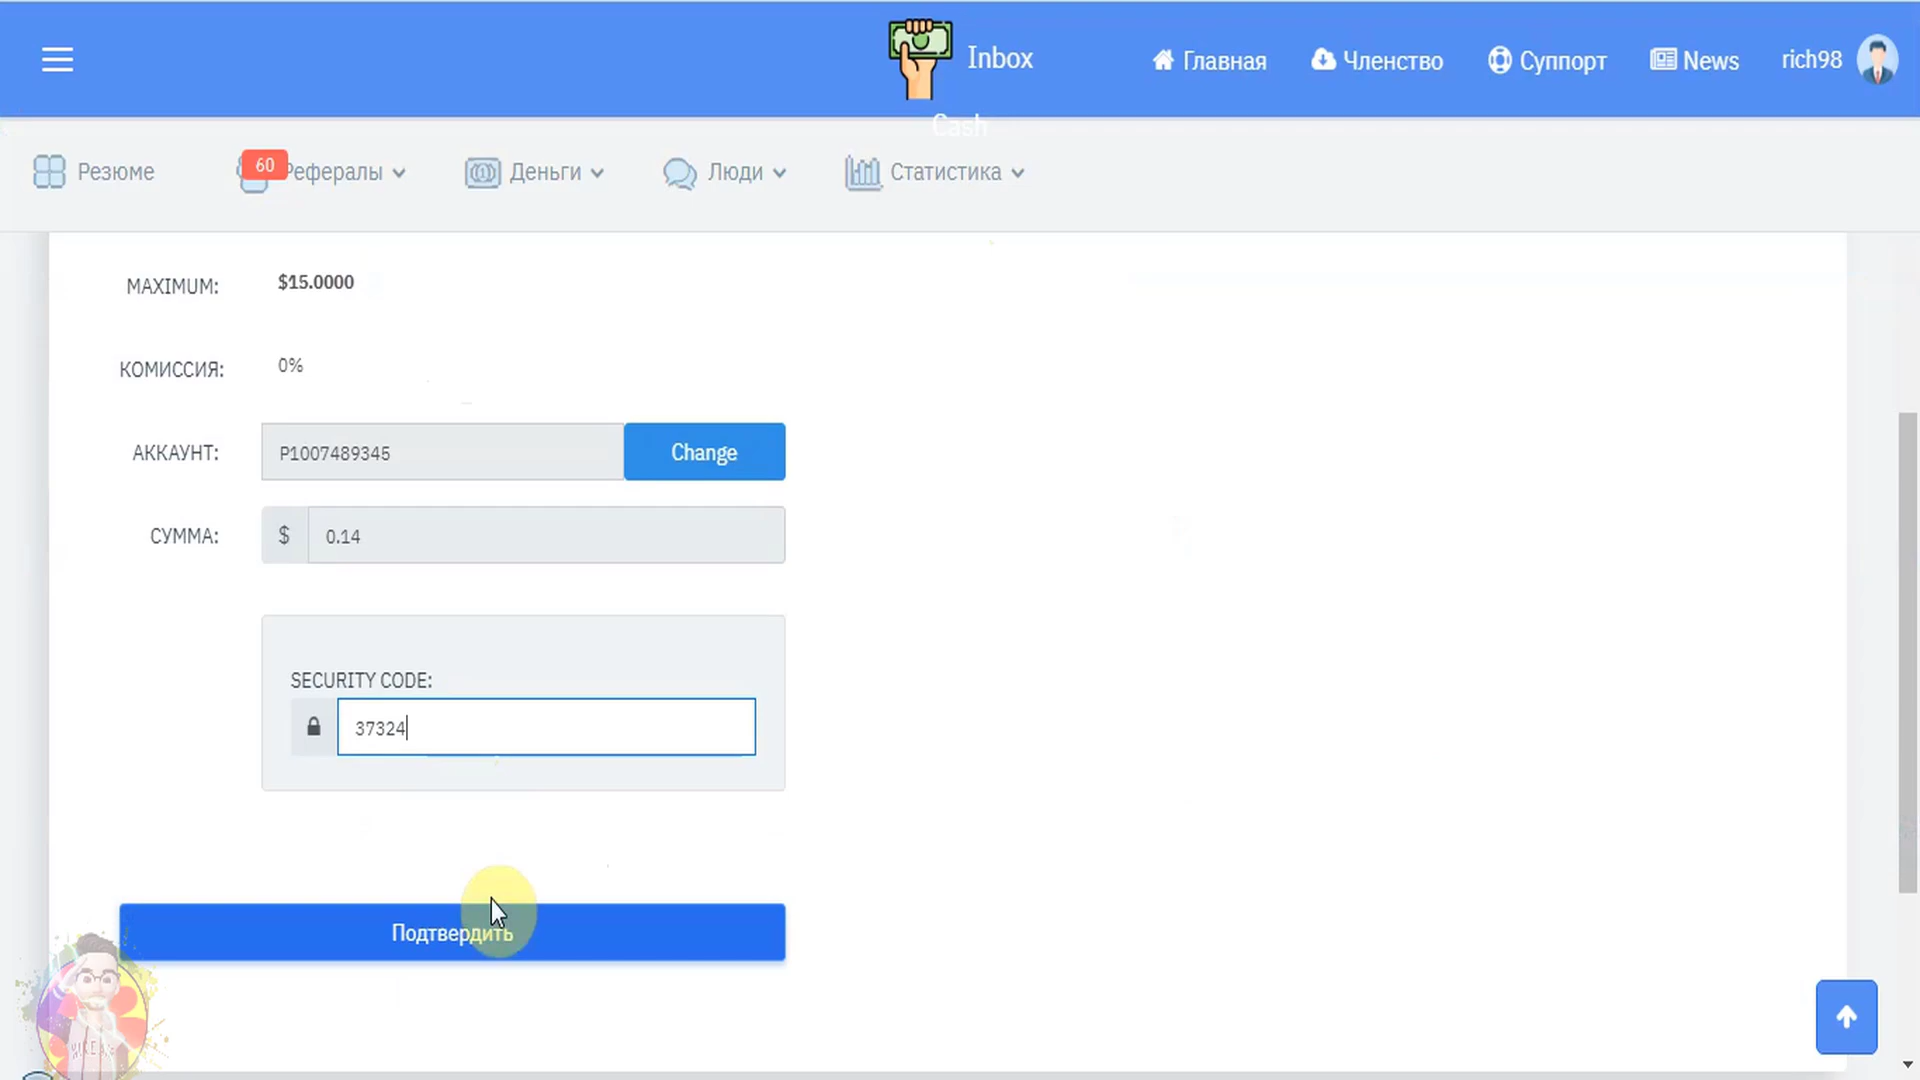 Inbox
Cash
Главная
Членство
Суппорт
News
rich98
Резюме
60
Рефералы
Деньги
Люди
Статистика
MAXIMUM:
$15.0000
КОМИССИЯ:
0%
АККАУНТ:
P1007489345
Change
СУММА:
$
0.14
SECURITY CODE:
37324
Подтвердить